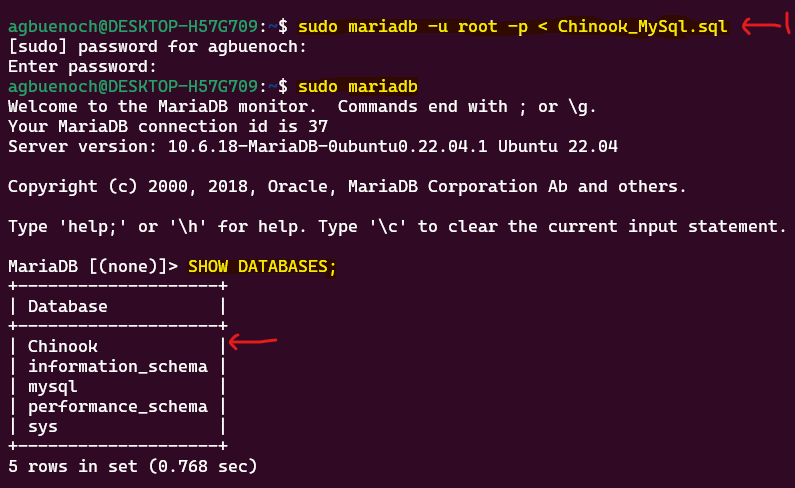 agbuenoch@DESKTOP-H57G709:~$ sudo mariadb -u root -p < Chinook_MySql.sql
[sudo] password for agbuenoch:
Enter password:
agbuenoch@DESKTOP-H57G709:~$ sudo mariadb
Welcome to the MariaDB monitor.  Commands end with ; or \g.
Your MariaDB connection id is 37
Server version: 10.6.18-MariaDB-0ubuntu0.22.04.1 Ubuntu 22.04

Copyright (c) 2000, 2018, Oracle, MariaDB Corporation Ab and others.

Type 'help;' or '\h' for help. Type '\c' to clear the current input statement.

MariaDB [(none)]> SHOW DATABASES;
+--------------------+
| Database           |
+--------------------+
| Chinook            |
| information_schema |
| mysql              |
| performance_schema |
| sys                |
+--------------------+
5 rows in set (0.768 sec)